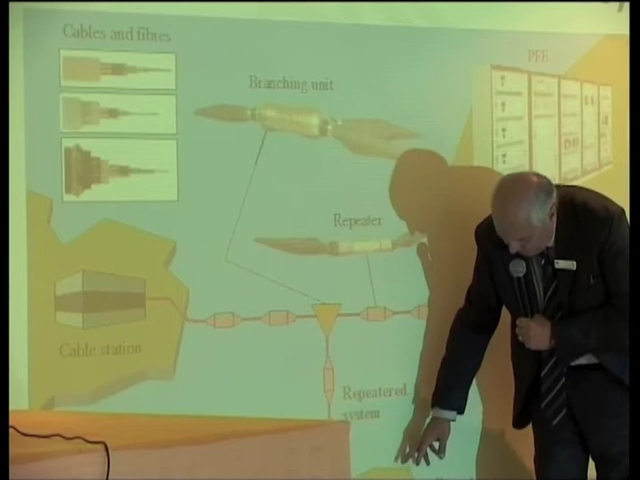 Cables and fibres
PFE
Branching unit
Repeater
Cable station
Repeatered
system